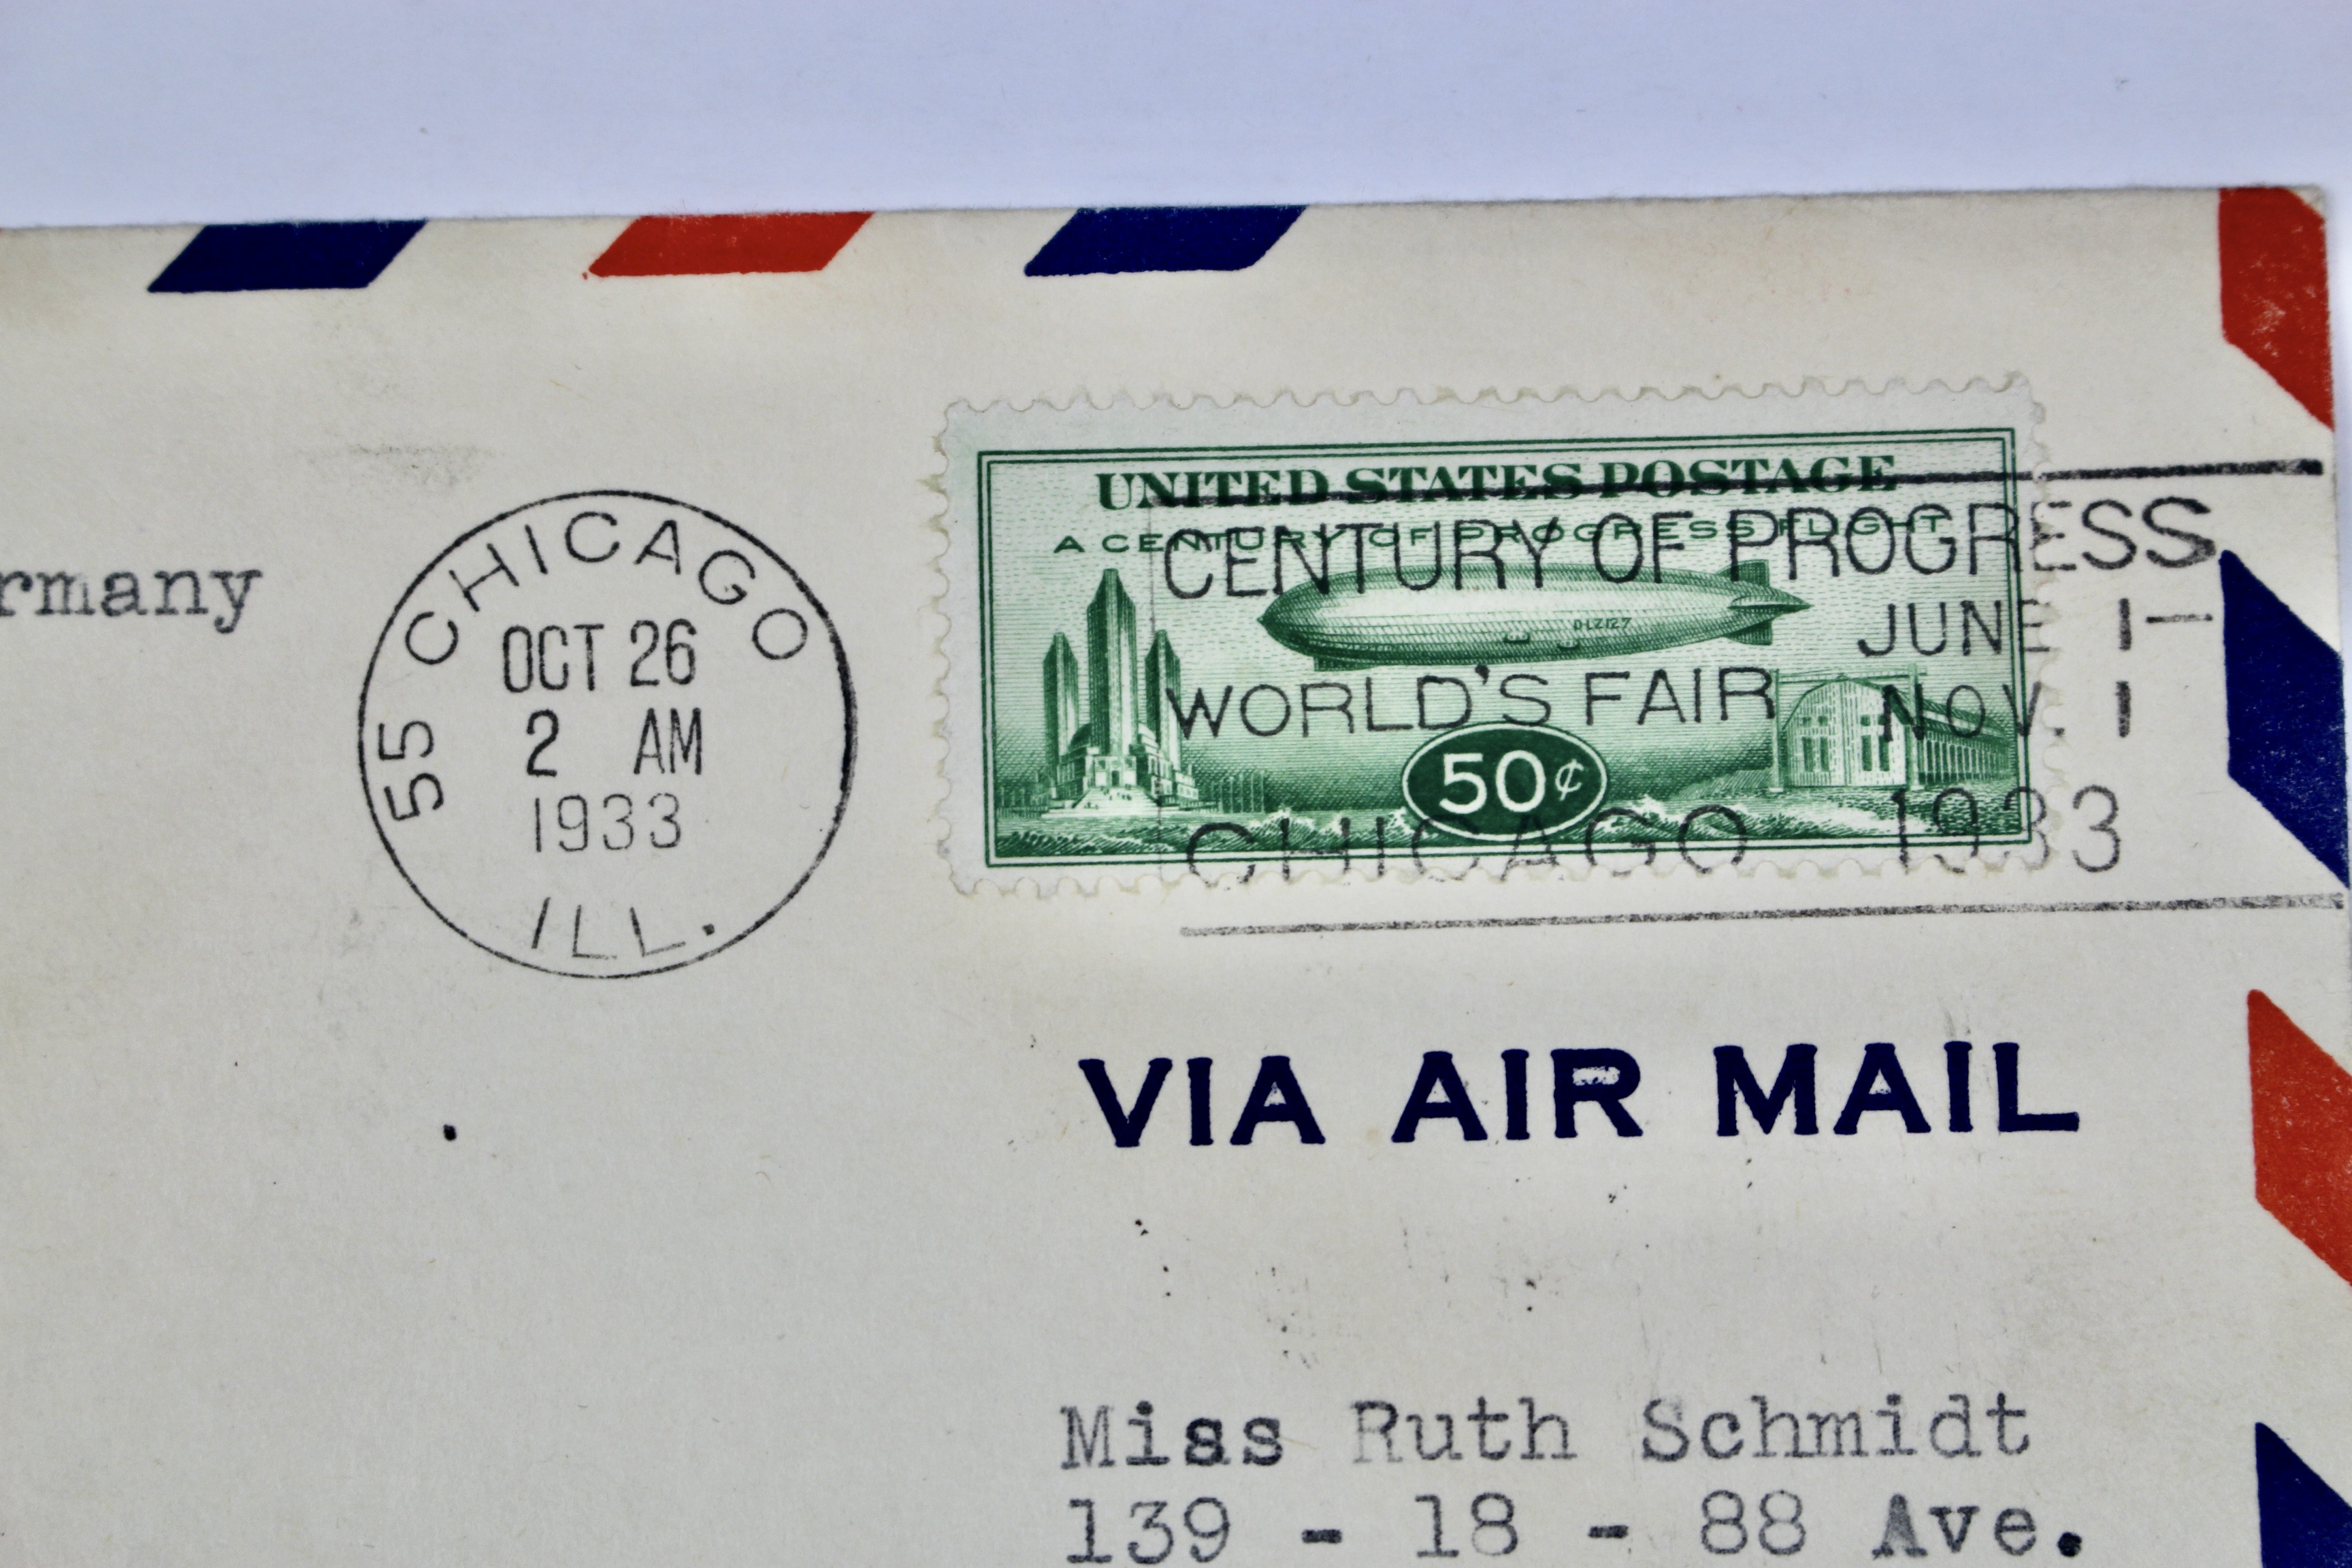 rmany
55 CHICAGO
OCT 26
2 AM
1933
ILL.
UNITED STATES POSTAGE
A CENTURY OF PROGRESS FLIGHT
D-LZ127
50¢
CENTURY OF PROGRESS
JUNE 1—
WORLD'S FAIR
NOV. 1
CHICAGO 1933
VIA AIR MAIL
Miss Ruth Schmidt
139 - 18 - 88 Ave.